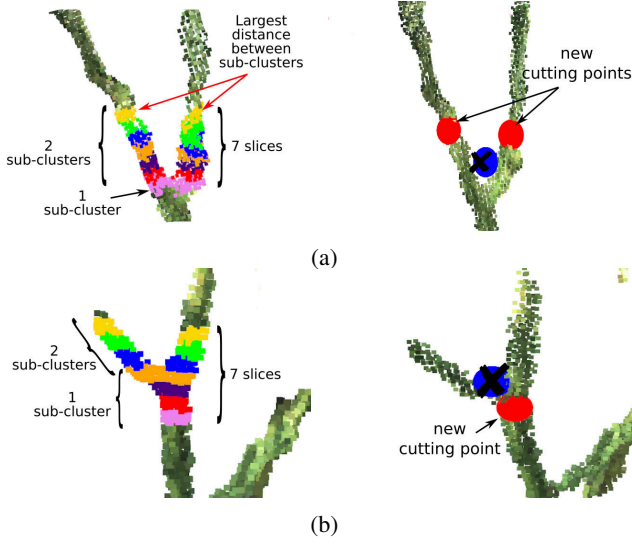 Largest
distance
between
sub-clusters
new
cutting points
2
sub-clusters
7 slices
1
sub-cluster
(a)
2
sub-clusters
1
sub-cluster
7 slices
new
cutting point
(b)